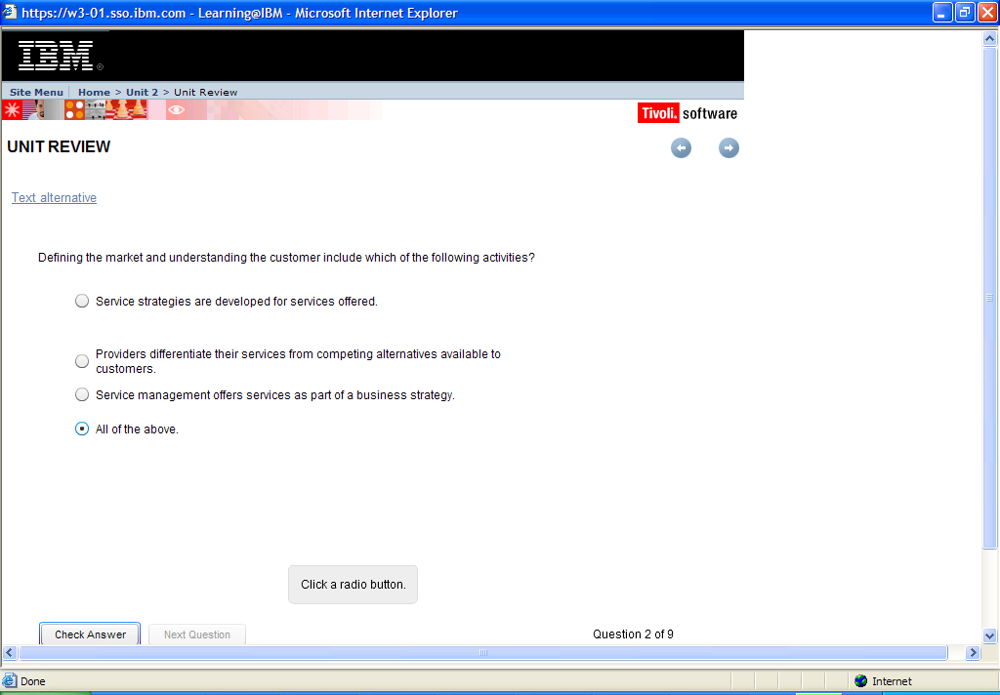 https://w3-01.sso.ibm.com - Learning@IBM - Microsoft Internet Explorer
IBM®
Site Menu | Home > Unit 2 > Unit Review
Tivoli. software
UNIT REVIEW
Text alternative
Defining the market and understanding the customer include which of the following activities?
Service strategies are developed for services offered.
Providers differentiate their services from competing alternatives available to
customers.
Service management offers services as part of a business strategy.
All of the above.
Click a radio button.
Check Answer Next Question Question 2 of 9
Done Internet